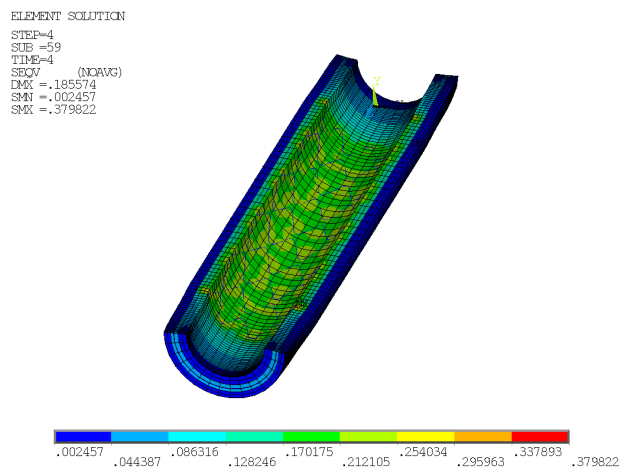 ELEMENT SOLUTION
STEP=4
SUB =59
TIME=4
SEQV (NOAVG)
DMX =.185574
SMN =.002457
SMX =.379822
Y
.002457 .086316 .170175 .254034 .337893
.044387 .128246 .212105 .295963 .379822